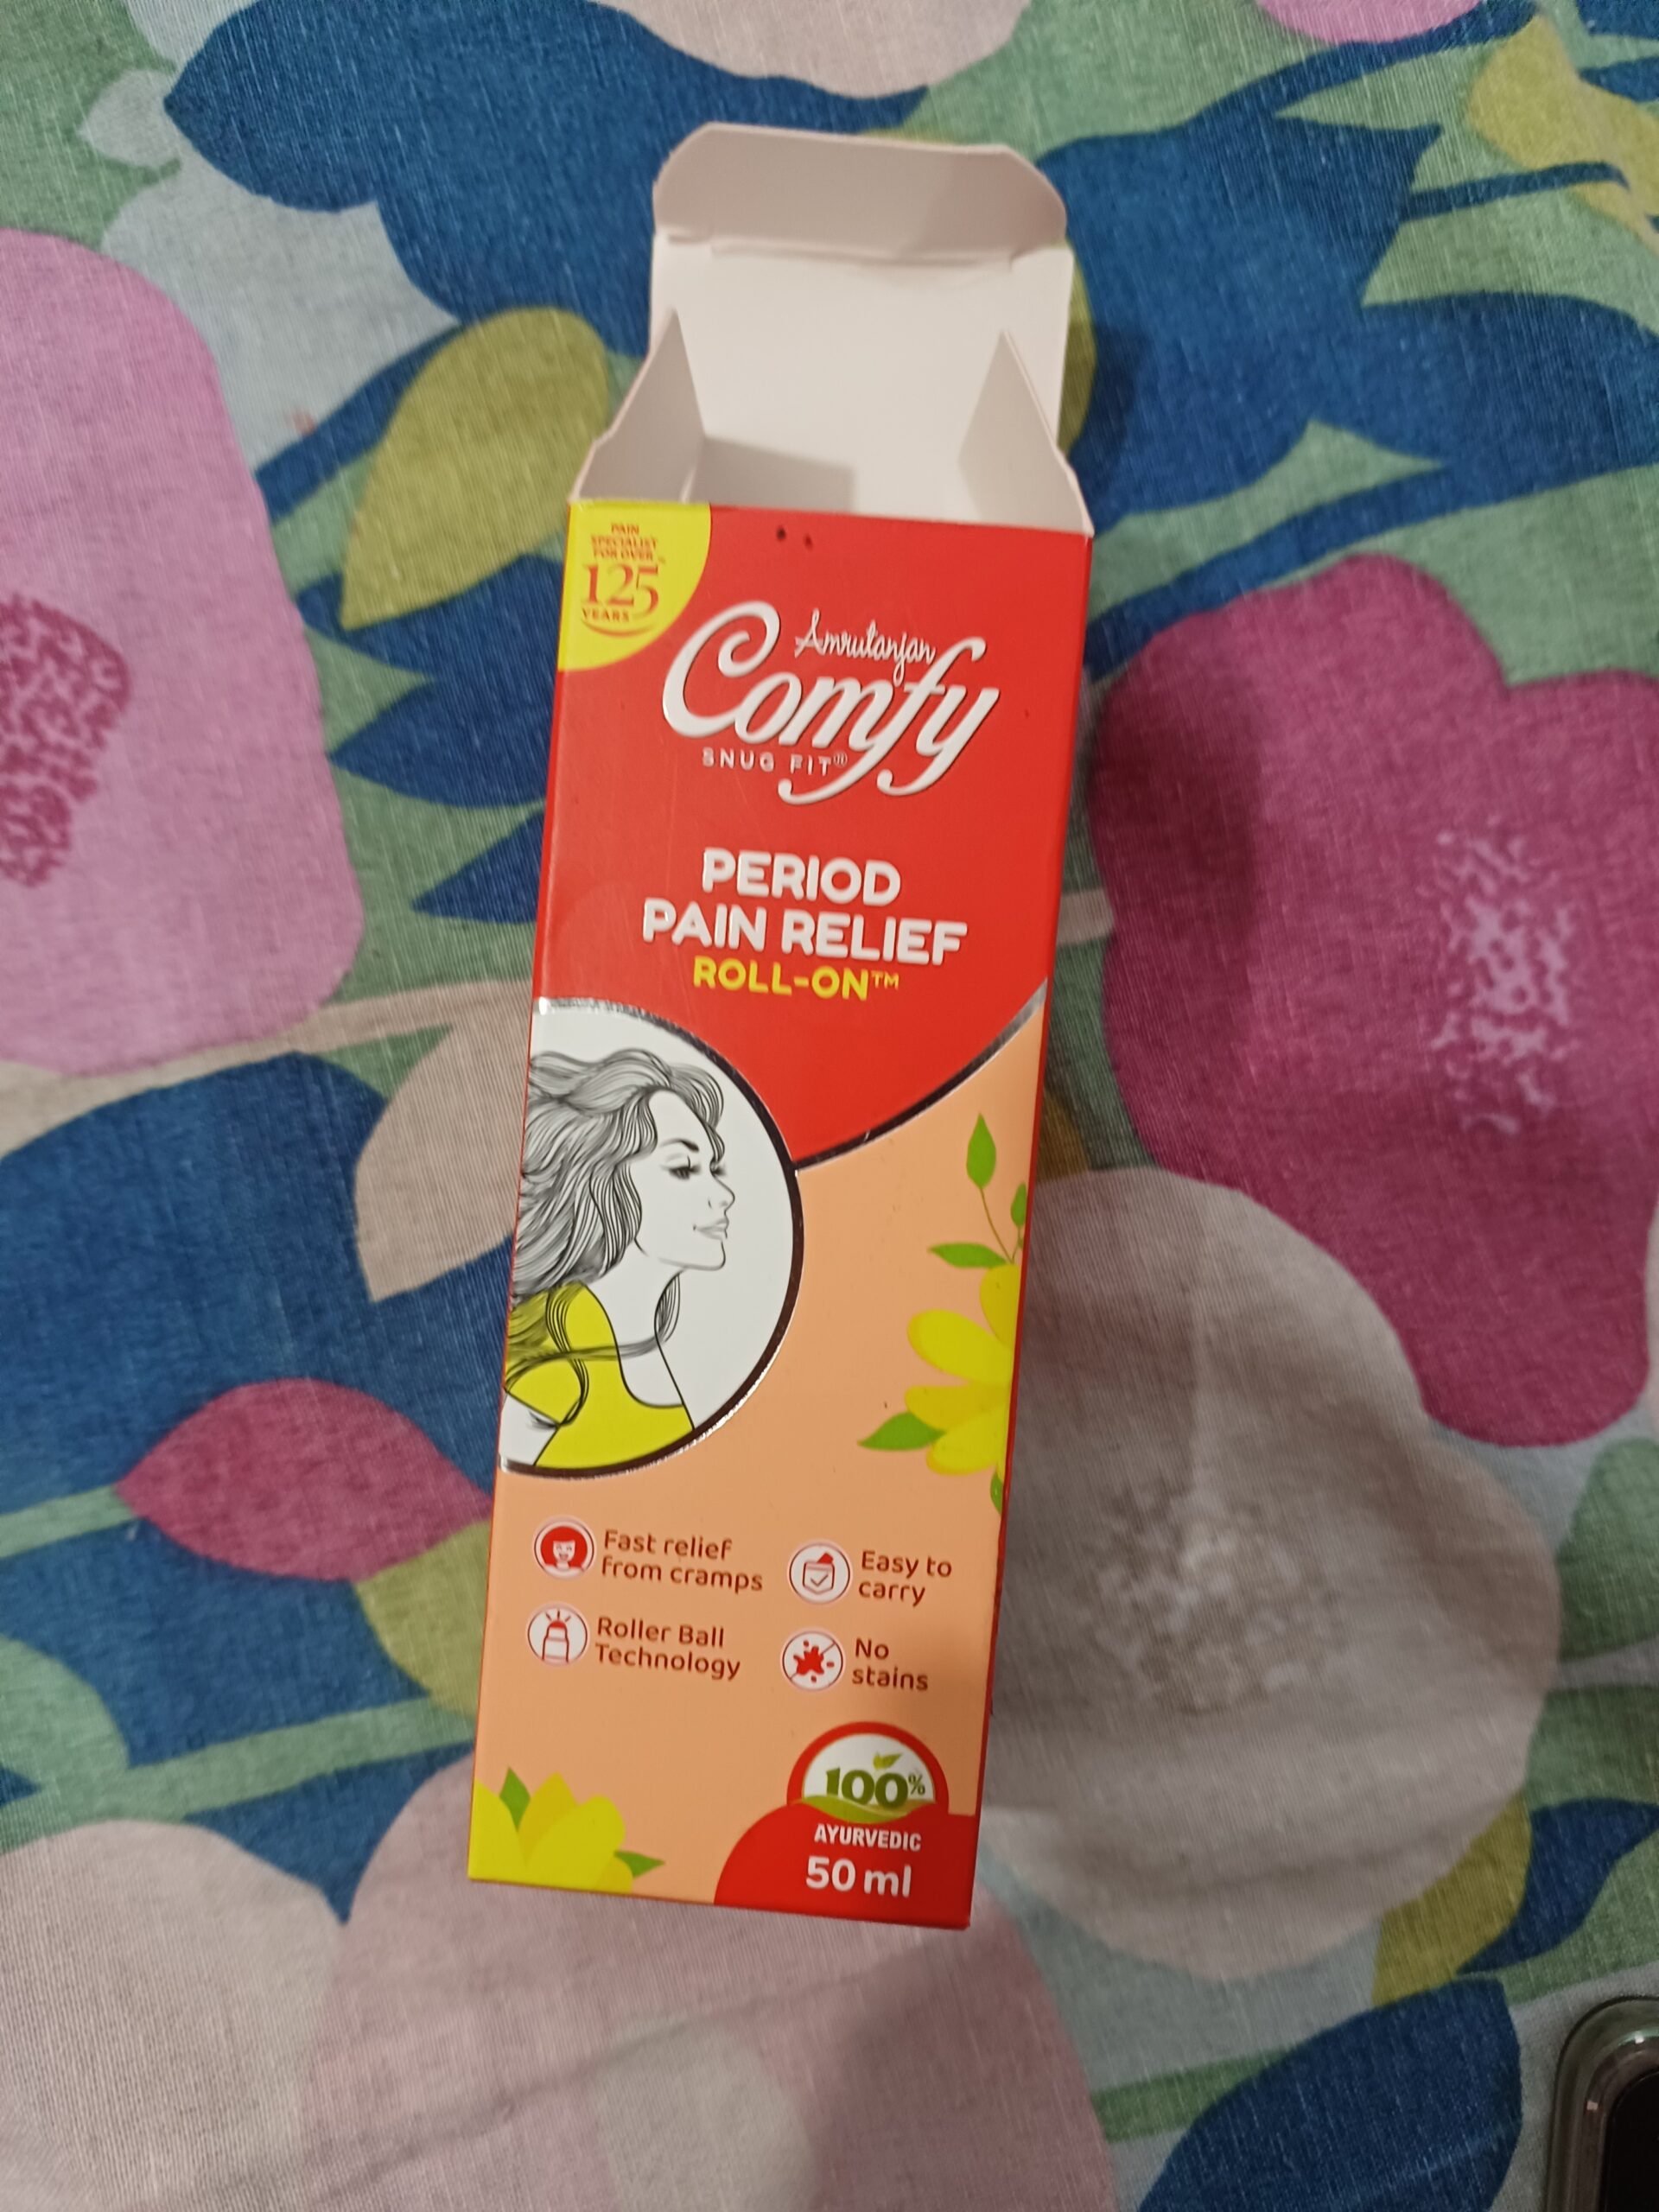 PAIN
SPECIALIST
FOR OVER
125
YEARS
Amrutanjan
Comfy
SNUG FIT®
PERIOD
PAIN RELIEF
ROLL-ON™
Fast relief
from cramps
Easy to
carry
Roller Ball
Technology
No
stains
100%
AYURVEDIC
50 ml